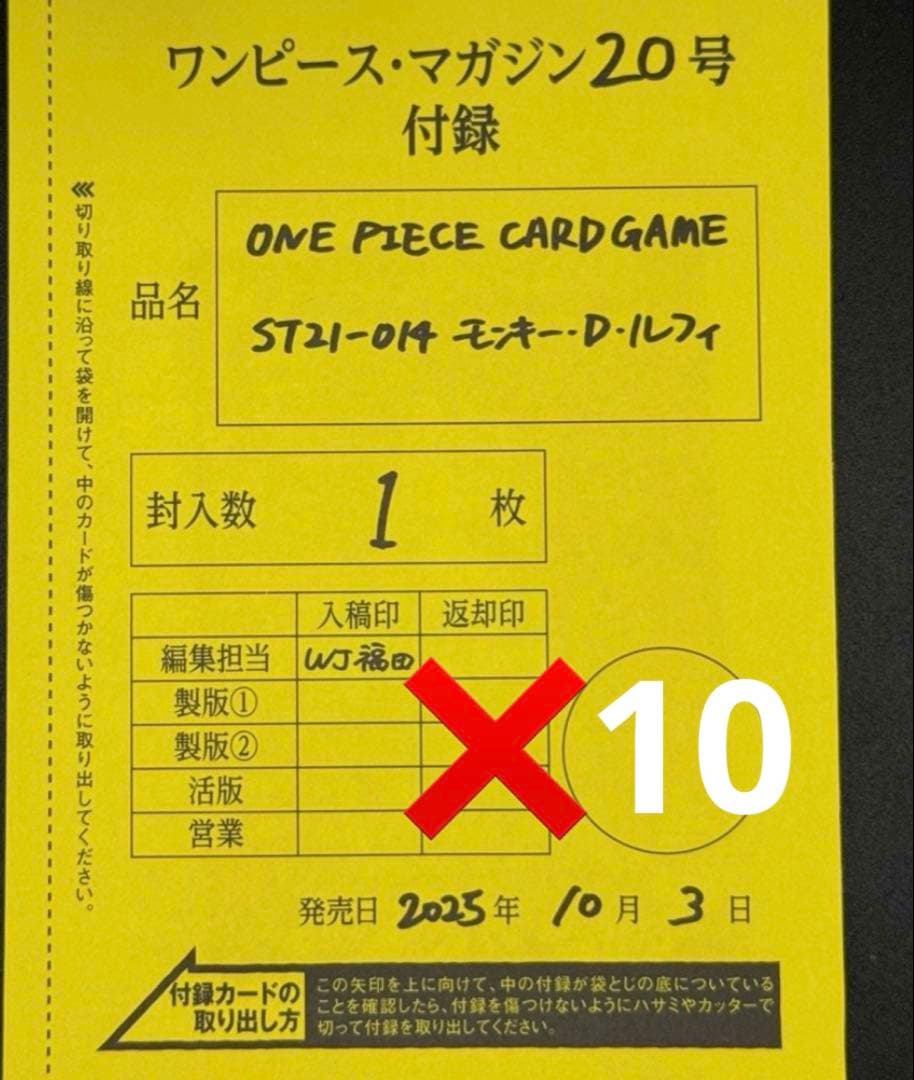 ワンピース・マガジン20号
付録
切り取り線に沿って袋を開けて、中のカードが傷つかないように取り出してください。
品名
ONE PIECE CARD GAME
ST21-014 モンキー・D・ルフィ
封入数 1 枚
入稿印 返却印
編集担当 WJ福田
製版①
製版②
活版
営業
❌10
発売日 2025年 10月 3日
付録カードの
取り出し方
この矢印を上に向けて、中の付録が袋とじの底についている
ことを確認したら、付録を傷つけないようにハサミやカッターで
切って付録を取り出してください。